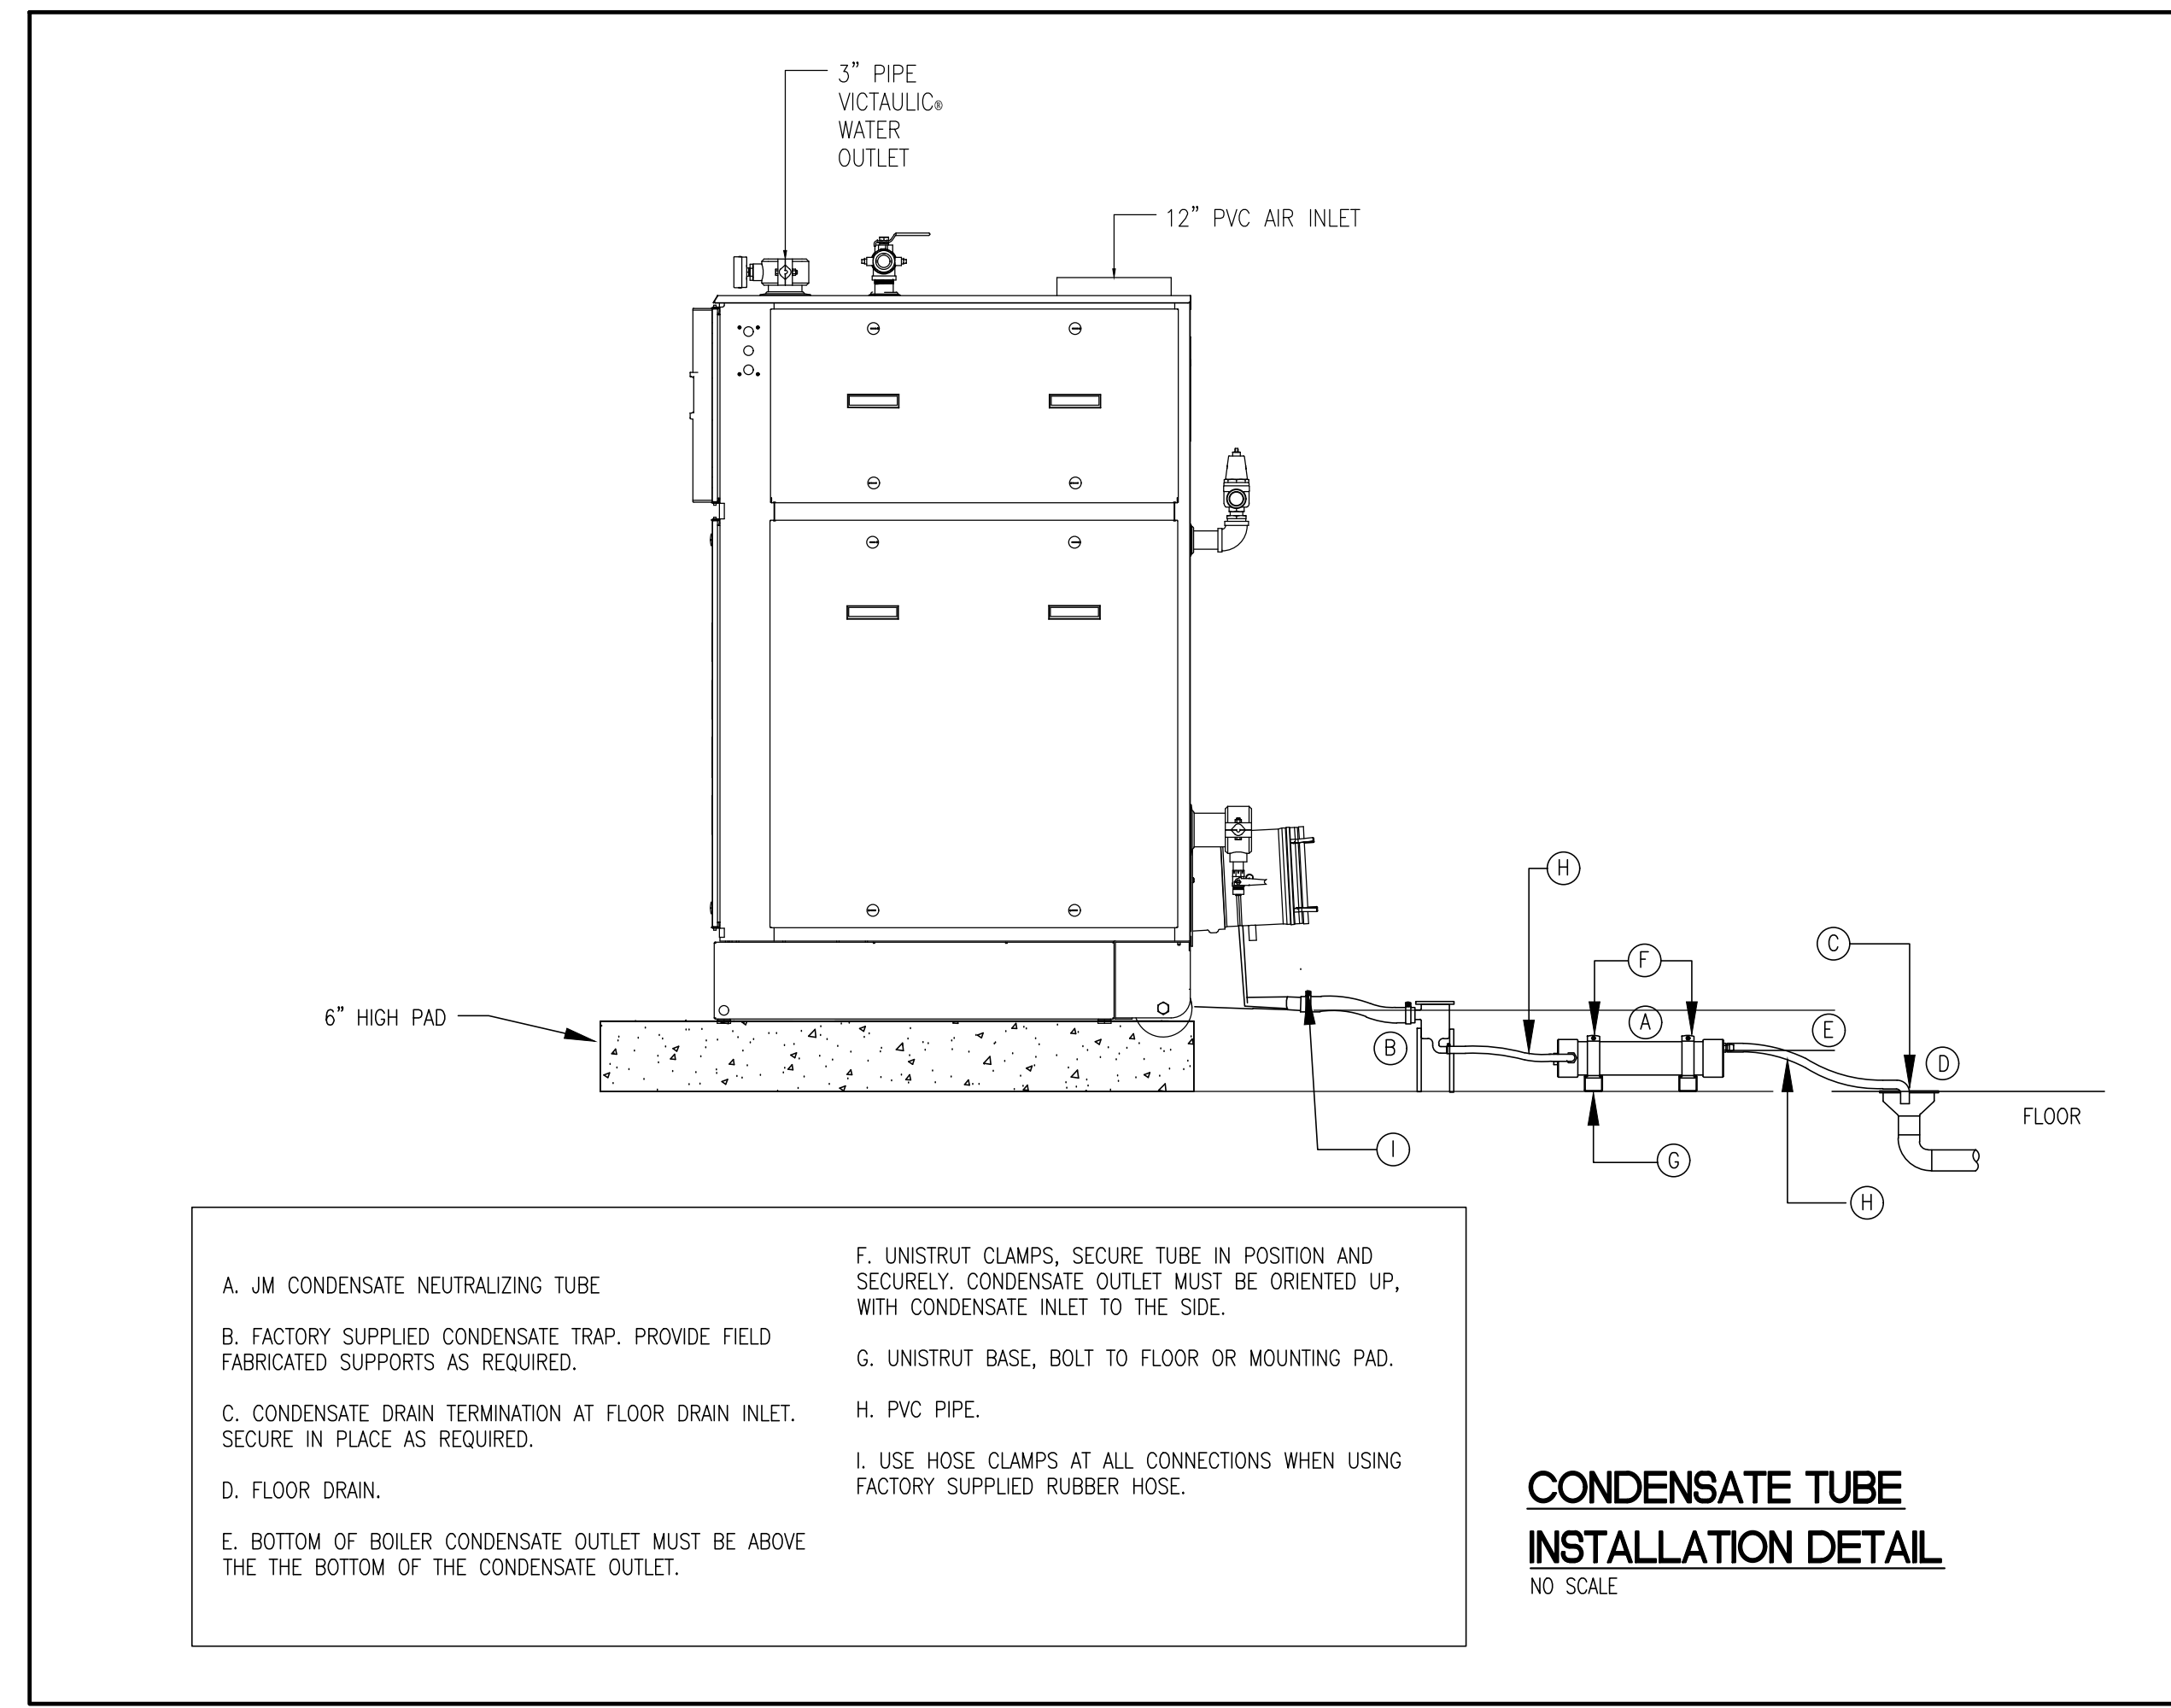 3” PIPE
VICTAULIC®
WATER
OUTLET
12” PVC AIR INLET
H
C
F
A
E
6” HIGH PAD
B
D
FLOOR
I
G
H
A. JM CONDENSATE NEUTRALIZING TUBE
B. FACTORY SUPPLIED CONDENSATE TRAP. PROVIDE FIELD
FABRICATED SUPPORTS AS REQUIRED.
C. CONDENSATE DRAIN TERMINATION AT FLOOR DRAIN INLET.
SECURE IN PLACE AS REQUIRED.
D. FLOOR DRAIN.
E. BOTTOM OF BOILER CONDENSATE OUTLET MUST BE ABOVE
THE THE BOTTOM OF THE CONDENSATE OUTLET.
F. UNISTRUT CLAMPS, SECURE TUBE IN POSITION AND
SECURELY. CONDENSATE OUTLET MUST BE ORIENTED UP,
WITH CONDENSATE INLET TO THE SIDE.
G. UNISTRUT BASE, BOLT TO FLOOR OR MOUNTING PAD.
H. PVC PIPE.
I. USE HOSE CLAMPS AT ALL CONNECTIONS WHEN USING
FACTORY SUPPLIED RUBBER HOSE.
CONDENSATE TUBE
INSTALLATION DETAIL
NO SCALE